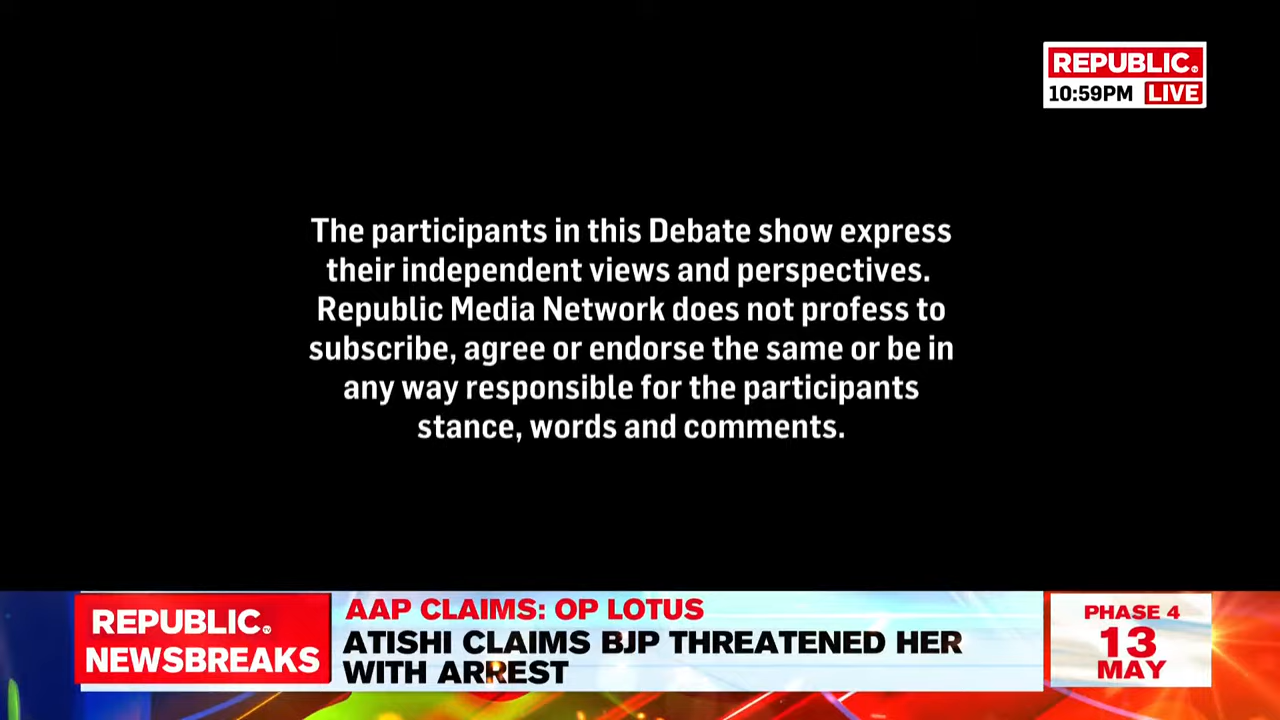 REPUBLIC.
10:59PM LIVE
The participants in this Debate show express
their independent views and perspectives.
Republic Media Network does not profess to
subscribe, agree or endorse the same or be in
any way responsible for the participants
stance, words and comments.
REPUBLIC.
NEWSBREAKS
AAP CLAIMS: OP LOTUS
ATISHI CLAIMS BJP THREATENED HER
WITH ARREST
PHASE 4
13
MAY